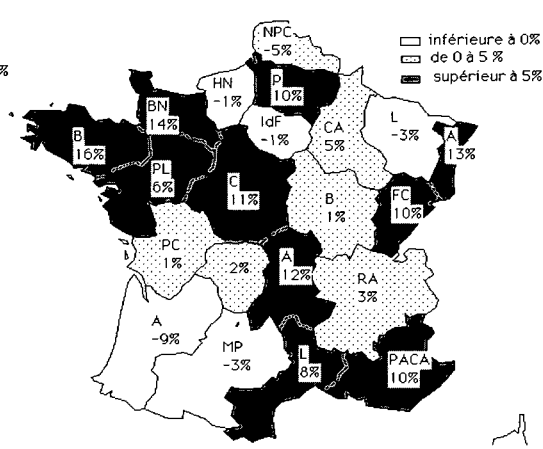 NPC
-5%
inférieure à 0%
de 0 à 5 %
supérieur à 5%
%
HN
-1%
P
10%
BN
14%
IdF
-1%
CA
5%
L
-3%
A
13%
B
16%
PL
6%
C
11%
B
1%
FC
10%
PC
1%
2%
A
12%
RA
3%
A
-9%
MP
-3%
L
8%
PACA
10%